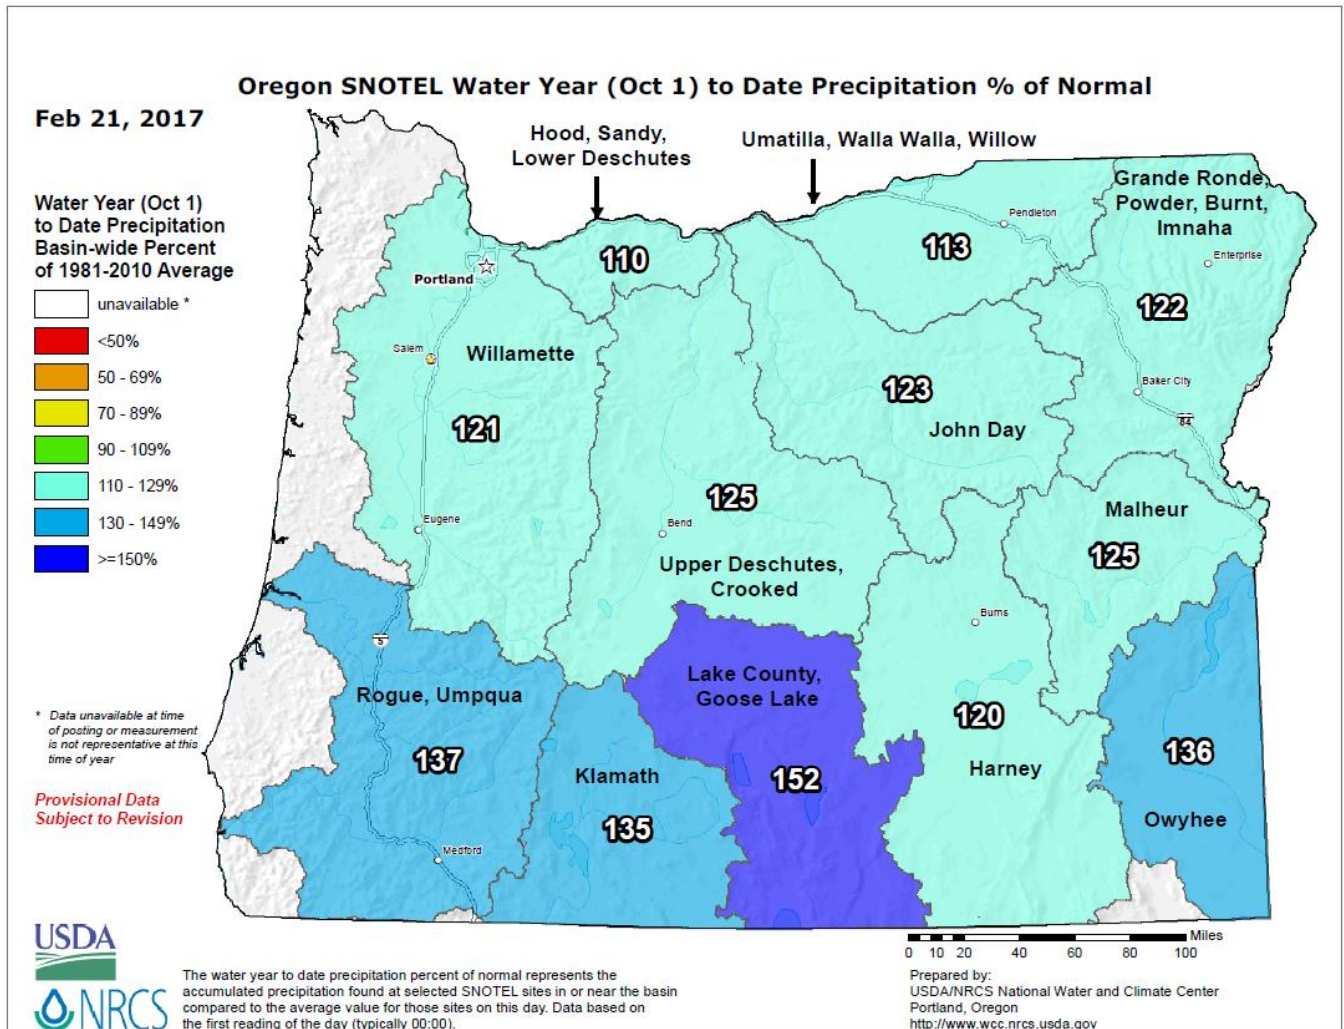 Oregon SNOTEL Water Year (Oct 1) to Date Precipitation % of Normal
Feb 21, 2017
Hood, Sandy,
Lower Deschutes
Umatilla, Walla Walla, Willow
Water Year (Oct 1)
to Date Precipitation
Basin-wide Percent
of 1981-2010 Average
unavailable *
<50%
50 - 69%
70 - 89%
90 - 109%
110 - 129%
130 - 149%
>=150%
Grande Ronde,
Powder, Burnt,
Imnaha
Pendleton
Enterprise
110
113
122
Portland
Salem
Willamette
121
123
John Day
Baker City
84
125
Bend
Upper Deschutes,
Crooked
Malheur
125
Eugene
Burns
5
Rogue, Umpqua
137
Lake County,
Goose Lake
152
Klamath
135
120
Harney
136
Owyhee
Medford
* Data unavailable at time
of posting or measurement
is not representative at this
time of year
Provisional Data
Subject to Revision
Miles
0 10 20 40 60 80 100
USDA
NRCS
The water year to date precipitation percent of normal represents the
accumulated precipitation found at selected SNOTEL sites in or near the basin
compared to the average value for those sites on this day. Data based on
the first reading of the day (typically 00:00).
Prepared by:
USDA/NRCS National Water and Climate Center
Portland, Oregon
http://www.wcc.nrcs.usda.gov